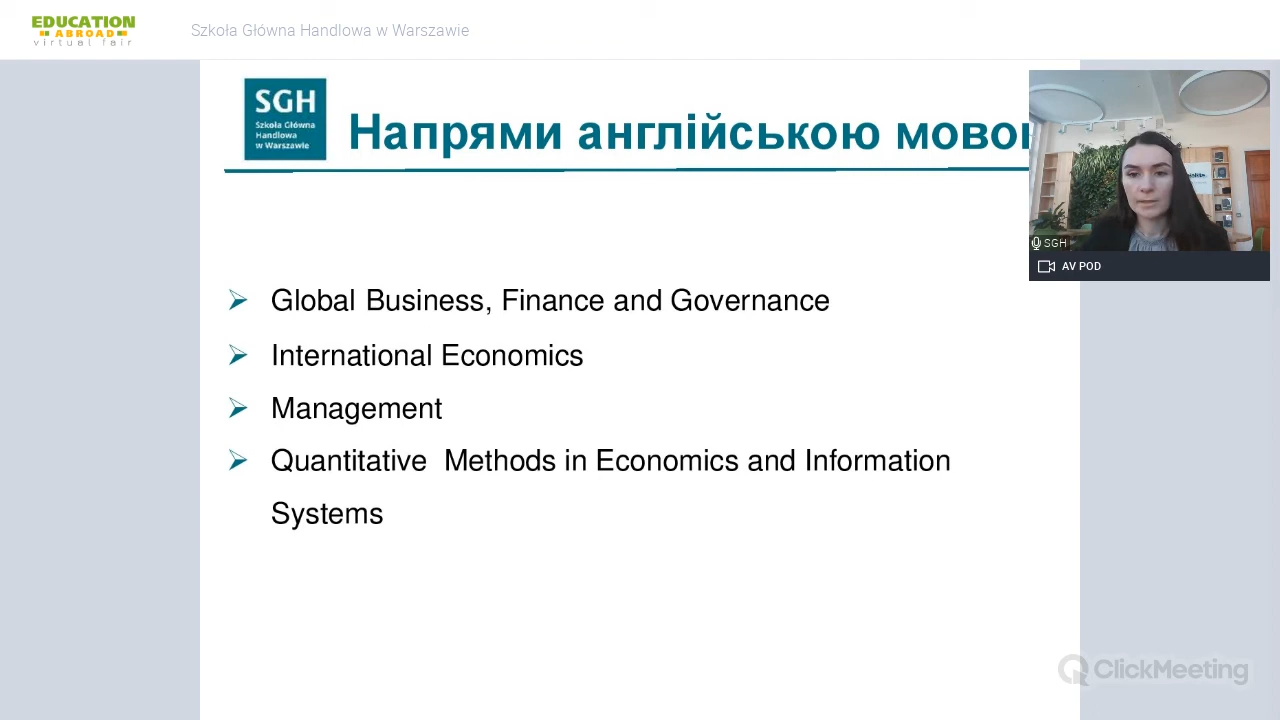 EDUCATION
ABROAD
virtual fair
Szkoła Główna Handlowa w Warszawie
SGH
Szkoła Główna
Handlowa
w Warszawie
Напрями англійською мовою
SGH
AV POD
Global Business, Finance and Governance
International Economics
Management
Quantitative Methods in Economics and Information
Systems
ClickMeeting